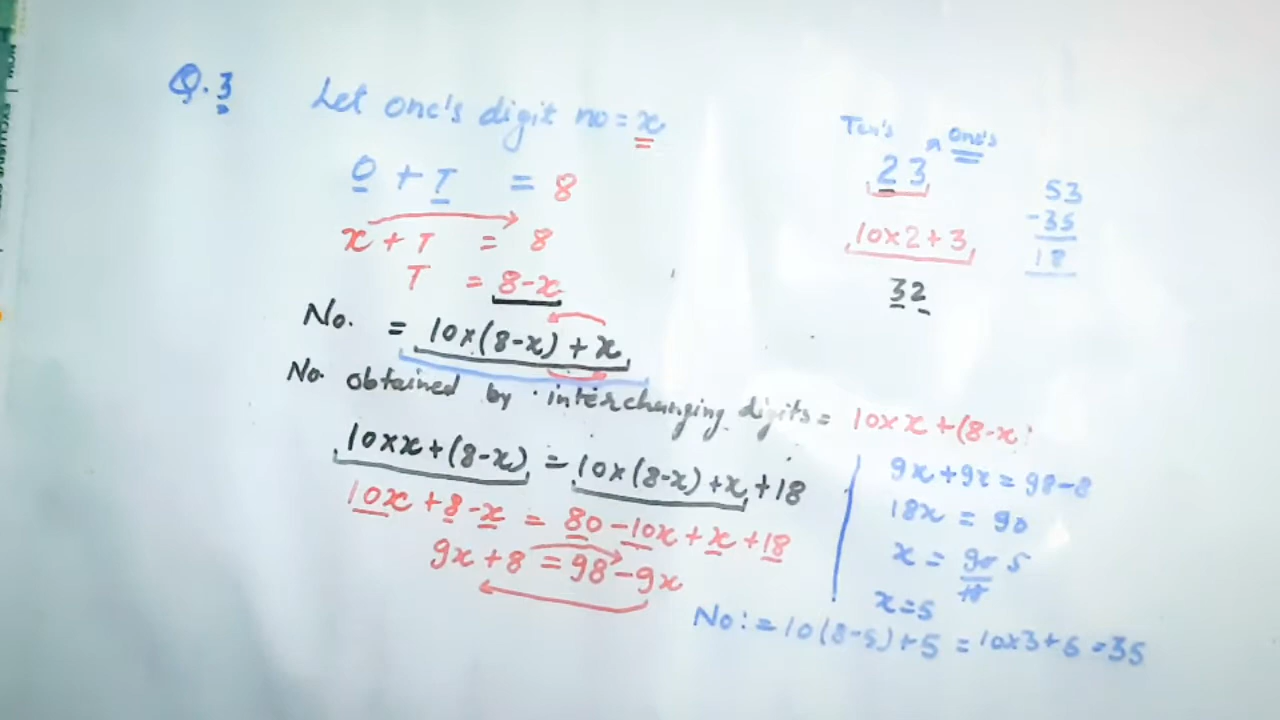 Q.3 Let one's digit no = x
O + T = 8
x + T = 8
T = 8-x
No. = 10×(8-x) + x
No. obtained by interchanging digits = 10×x+(8-x
10×x+(8-x) = 10×(8-x)+x+18
10x + 8 - x = 80 - 10x + x + 18
9x + 8 = 98 - 9x
Ten's One's
23
10×2+3
32
53
-35
18
9x+9x = 98-8
18x = 90
x = 90 5
18
x=5
No: = 10(8-5)+5 = 10×3+5 = 35